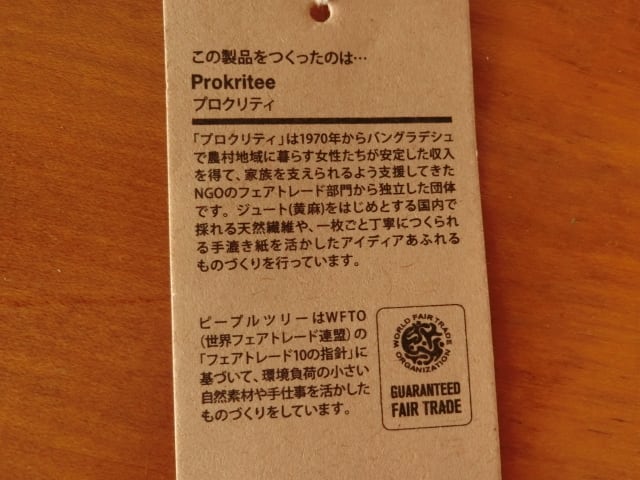 この製品をつくったのは…
Prokritee
プロクリティ
「プロクリティ」は1970年からバングラデシュ
で農村地域に暮らす女性たちが安定した収入
を得て、家族を支えられるよう支援してきた
NGOのフェアトレード部門から独立した団体
です。ジュート(黄麻)をはじめとする国内で
採れる天然繊維や、一枚ごと丁寧につくられ
る手漉き紙を活かしたアイディアあふれる
ものづくりを行っています。
ピープルツリーはWFTO
(世界フェアトレード連盟)の
「フェアトレード10の指針」に
基づいて、環境負荷の小さい
自然素材や手仕事を活かした
ものづくりをしています。
WORLD FAIR TRADE
ORGANIZATION
GUARANTEED
FAIR TRADE